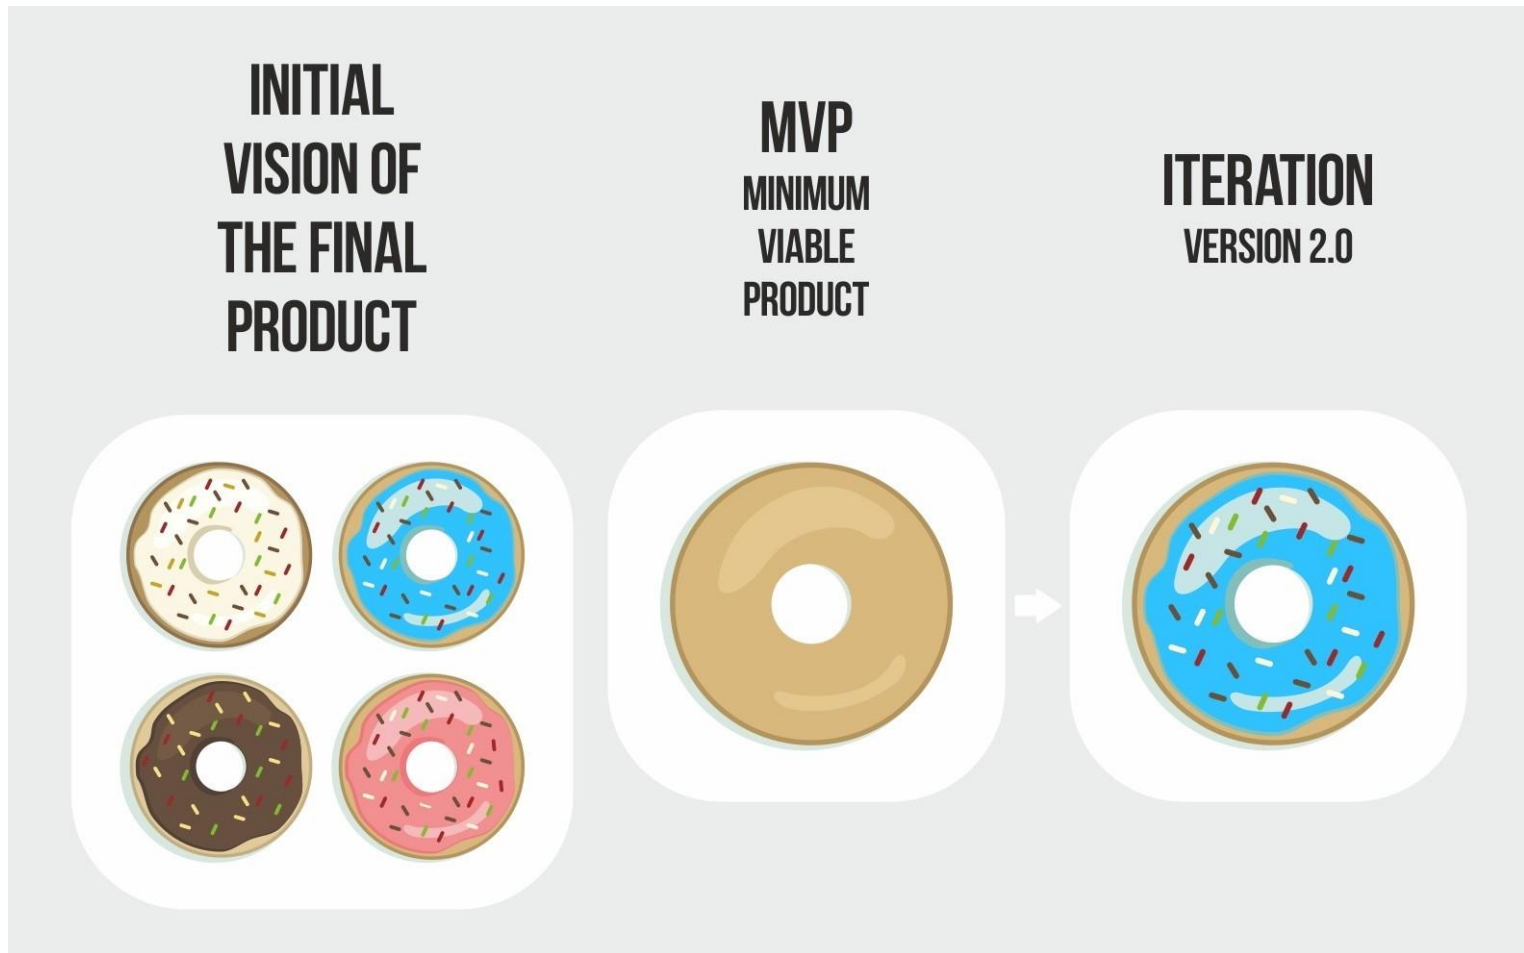 INITIAL
VISION OF
THE FINAL
PRODUCT
MVP
MINIMUM
VIABLE
PRODUCT
ITERATION
VERSION 2.0